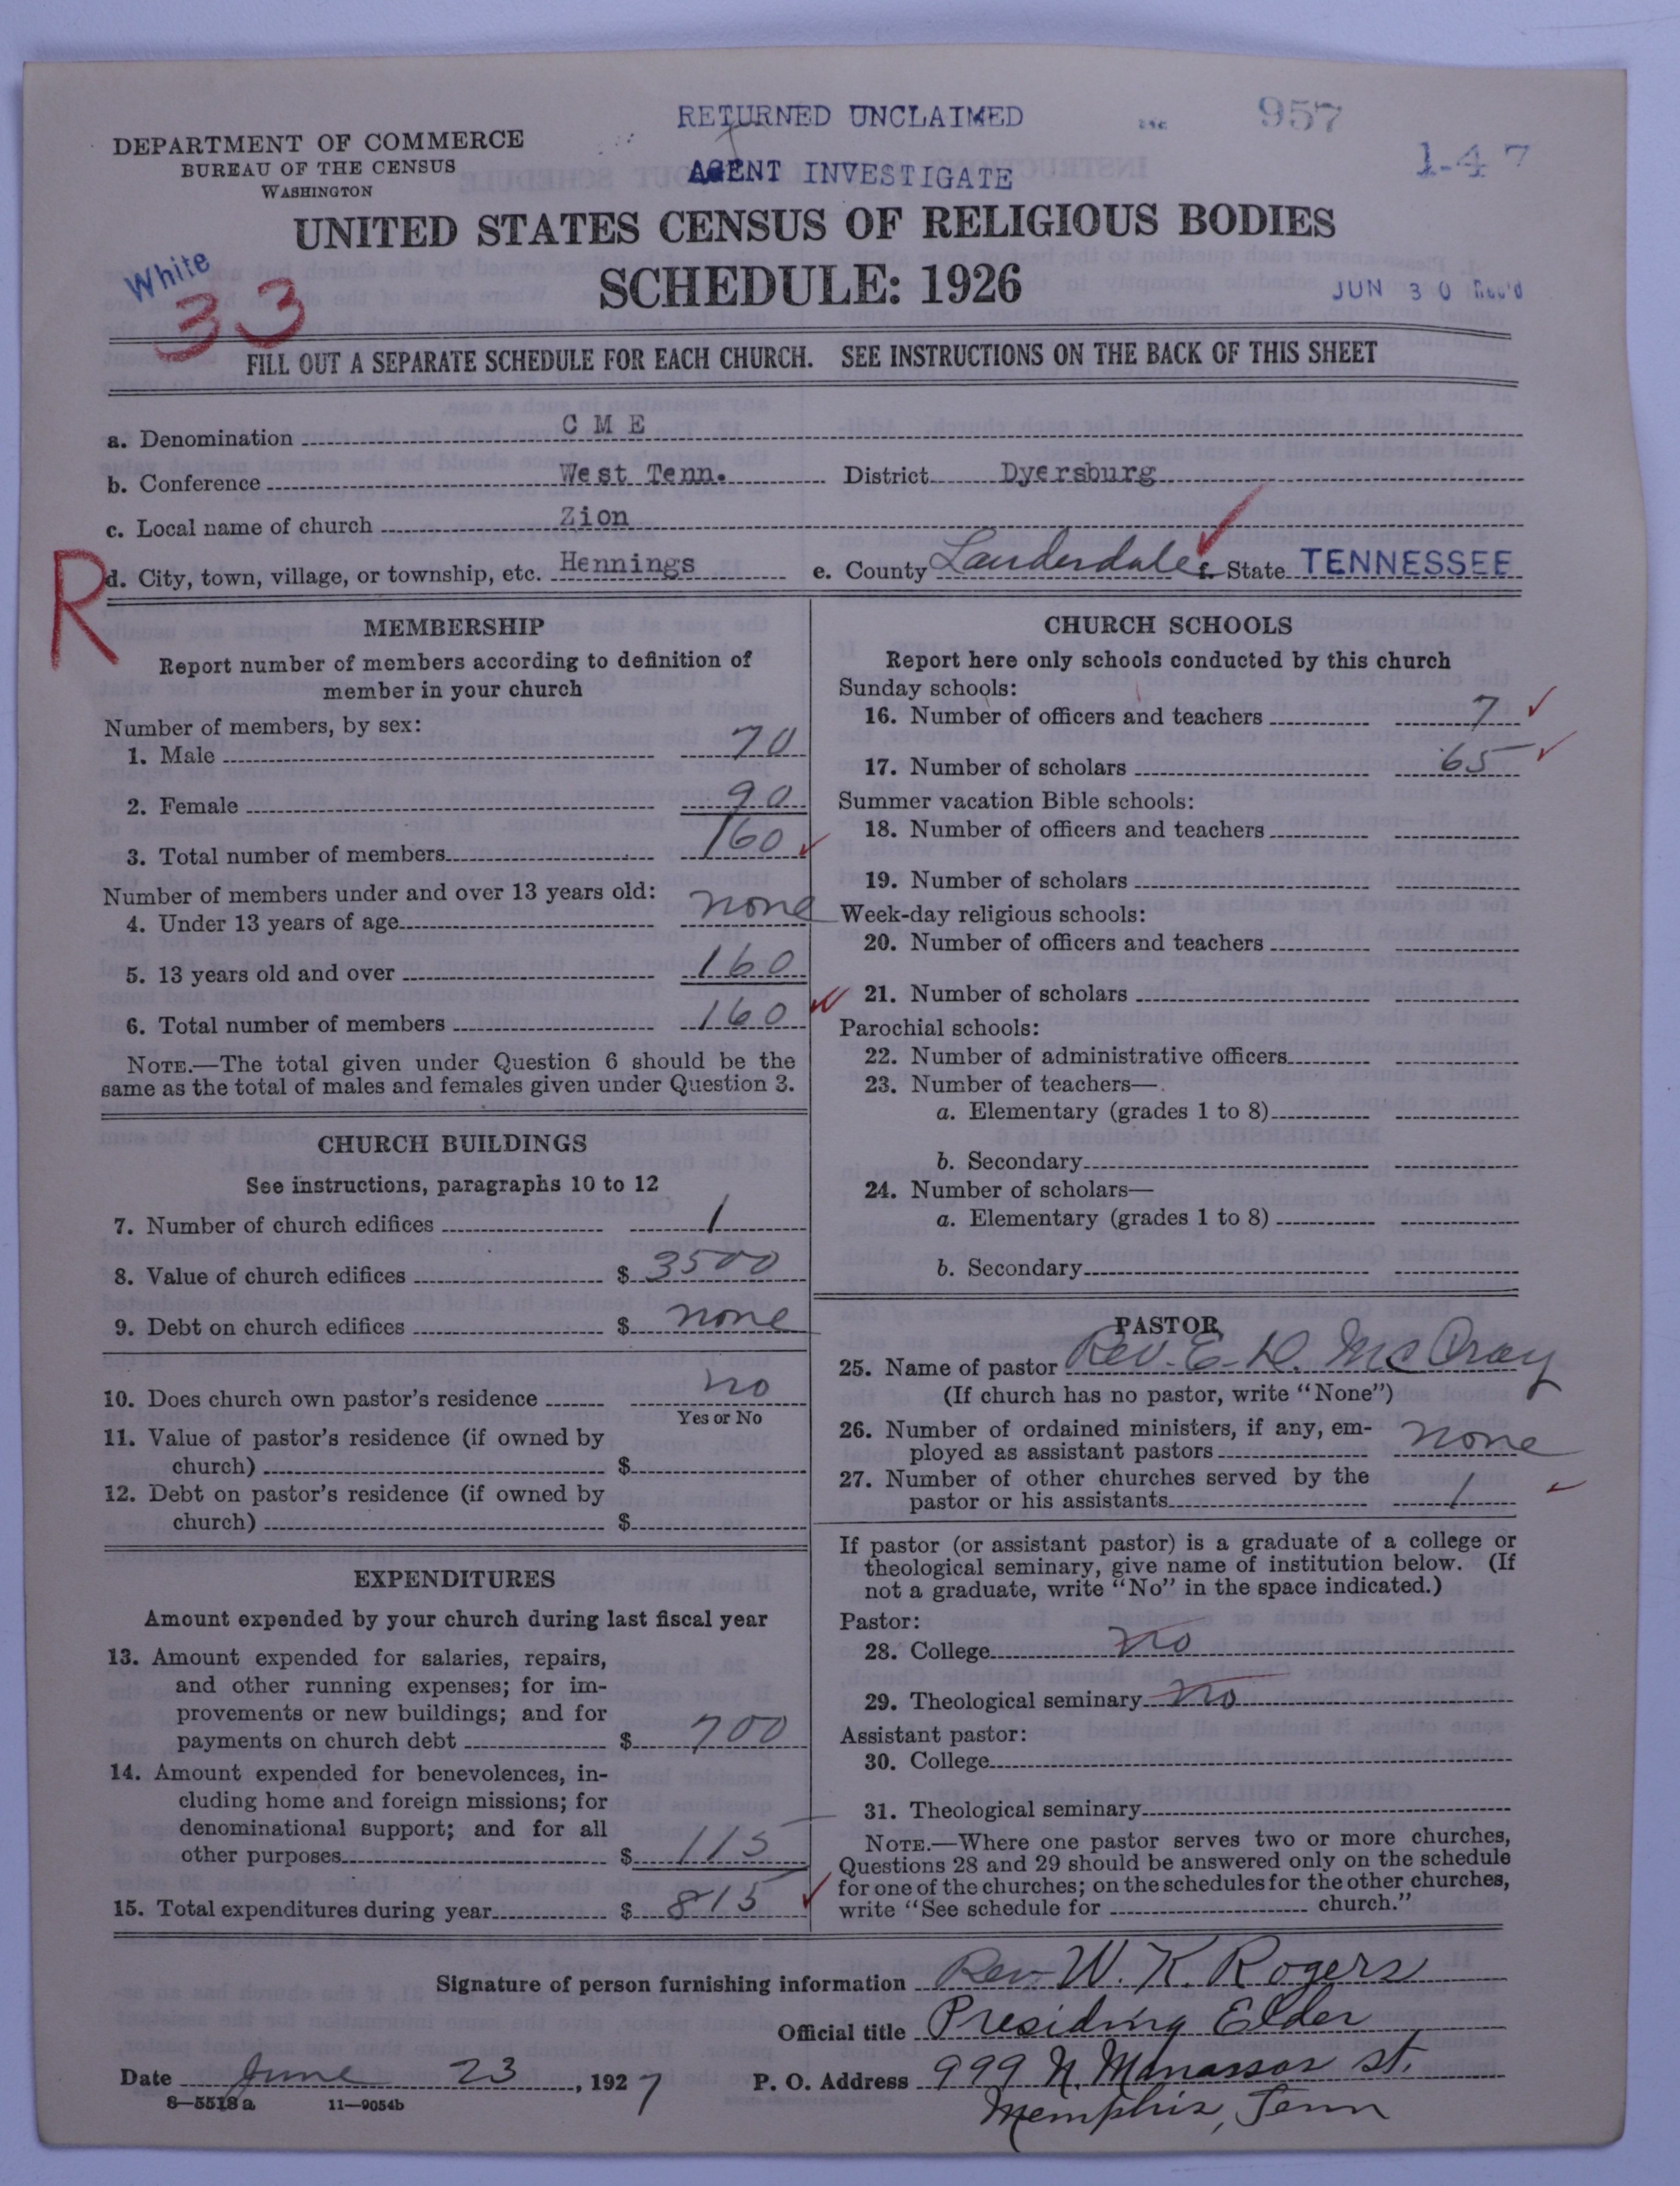 RETURNED UNCLAIMED
957
DEPARTMENT OF COMMERCE
BUREAU OF THE CENSUS
WASHINGTON
AGENT INVESTIGATE
1-47
UNITED STATES CENSUS OF RELIGIOUS BODIES
White
33
SCHEDULE: 1926
JUN 30 Rec'd
FILL OUT A SEPARATE SCHEDULE FOR EACH CHURCH. SEE INSTRUCTIONS ON THE BACK OF THIS SHEET
a. Denomination C M E
b. Conference West Tenn. District Dyersburg
c. Local name of church Zion
R
d. City, town, village, or township, etc. Hennings e. County Lauderdale f. State TENNESSEE
MEMBERSHIP
Report number of members according to definition of
member in your church
Number of members, by sex:
1. Male 70
2. Female 90
3. Total number of members 160
Number of members under and over 13 years old:
4. Under 13 years of age none
5. 13 years old and over 160
6. Total number of members 160
NOTE.—The total given under Question 6 should be the
same as the total of males and females given under Question 3.
CHURCH BUILDINGS
See instructions, paragraphs 10 to 12
7. Number of church edifices 1
8. Value of church edifices $ 3500
9. Debt on church edifices $ none
10. Does church own pastor's residence no
Yes or No
11. Value of pastor's residence (if owned by
church) $
12. Debt on pastor's residence (if owned by
church) $
EXPENDITURES
Amount expended by your church during last fiscal year
13. Amount expended for salaries, repairs,
and other running expenses; for im-
provements or new buildings; and for
payments on church debt $ 700
14. Amount expended for benevolences, in-
cluding home and foreign missions; for
denominational support; and for all
other purposes $ 115
15. Total expenditures during year $ 815
CHURCH SCHOOLS
Report here only schools conducted by this church
Sunday schools:
16. Number of officers and teachers 7
17. Number of scholars 65
Summer vacation Bible schools:
18. Number of officers and teachers
19. Number of scholars
Week-day religious schools:
20. Number of officers and teachers
21. Number of scholars
Parochial schools:
22. Number of administrative officers
23. Number of teachers—
a. Elementary (grades 1 to 8)
b. Secondary
24. Number of scholars—
a. Elementary (grades 1 to 8)
b. Secondary
PASTOR
25. Name of pastor Rev. E. D. McCray
(If church has no pastor, write "None")
26. Number of ordained ministers, if any, em-
ployed as assistant pastors none
27. Number of other churches served by the
pastor or his assistants 1
If pastor (or assistant pastor) is a graduate of a college or
theological seminary, give name of institution below. (If
not a graduate, write "No" in the space indicated.)
Pastor:
28. College no
29. Theological seminary no
Assistant pastor:
30. College
31. Theological seminary
NOTE.—Where one pastor serves two or more churches,
Questions 28 and 29 should be answered only on the schedule
for one of the churches; on the schedules for the other churches,
write "See schedule for church."
Signature of person furnishing information Rev. W. K. Rogers
Official title Presiding Elder
Date June 23, 1927 P. O. Address 999 N. Manassas st.
8—5518a 11—9054b
Memphis, Tenn